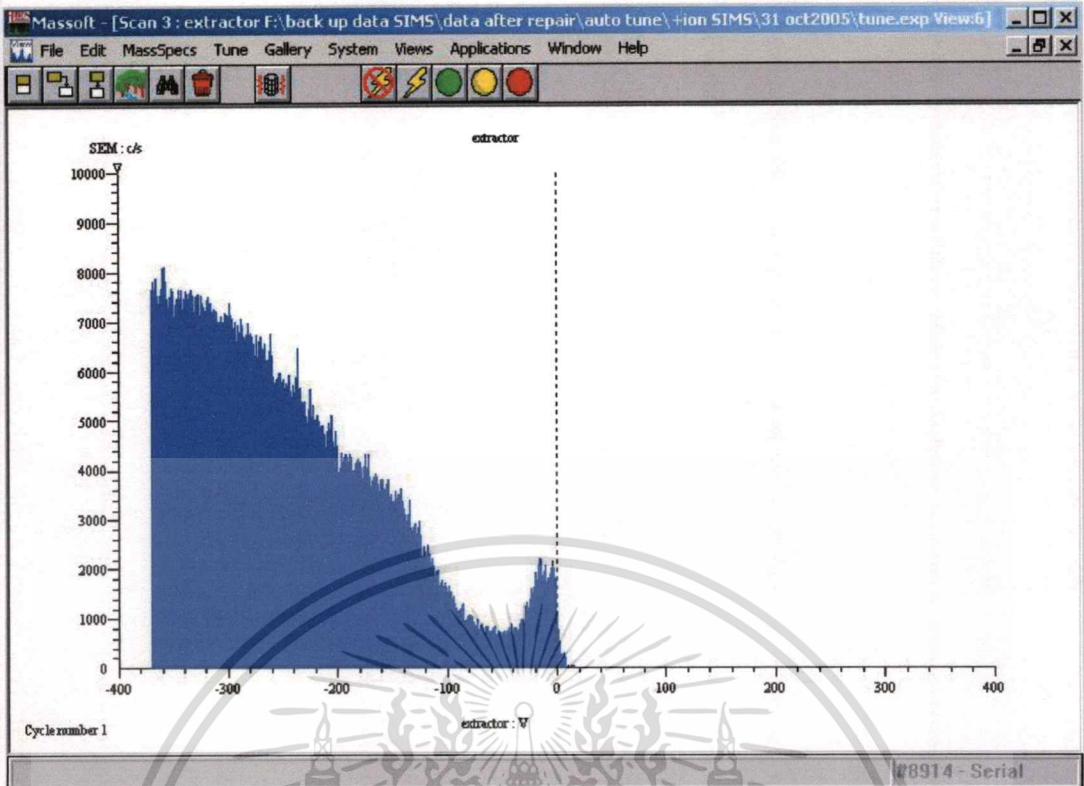 Massoft - [Scan 3 : extractor F:\back up data SIMS\data after repair\auto tune\+ion SIMS\31 oct2005\tune.exp View:6]
File Edit MassSpecs Tune Gallery System Views Applications Window Help
extractor
SEM : c/s
10000
9000
8000
7000
6000
5000
4000
3000
2000
1000
0
-400 -300 -200 -100 0 100 200 300 400
Cycle number 1
extractor : V
#8914 - Serial